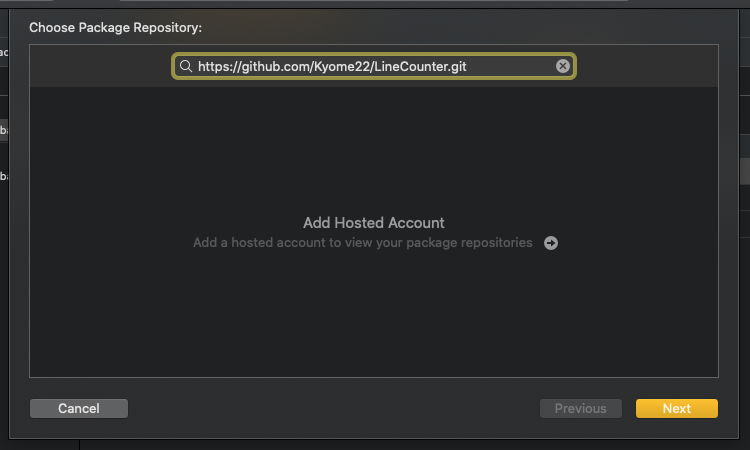 Choose Package Repository:
https://github.com/Kyome22/LineCounter.git
Add Hosted Account
Add a hosted account to view your package repositories
Cancel
Previous
Next